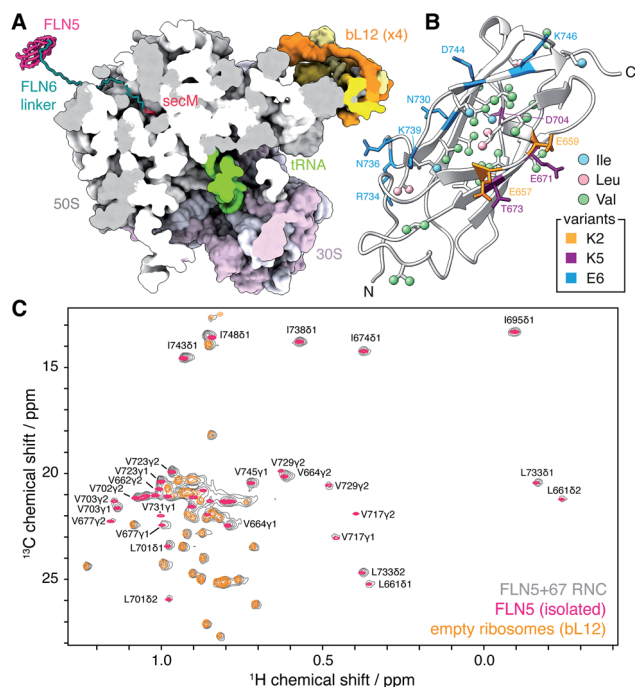 A
FLN5
FLN6
linker
secM
bL12 (x4)
tRNA
50S
30S
B
K746
D744
N730
K739
N736
R734
D704
E659
E671
E657
T673
C
N
Ile
Leu
Val
variants
K2
K5
E6
C
I743δ1
I748δ1
I738δ1
I674δ1
I695δ1
V723γ2
V723γ1
V662γ2
V702γ2
V703γ2
V703γ1
V677γ2
V731γ1
V677γ1
L701δ1
L701δ2
V745γ1
V729γ2
V664γ2
V729γ2
V664γ1
V717γ2
V717γ1
L733δ2
L661δ1
L733δ1
L661δ2
15
20
25
13C chemical shift / ppm
FLN5+67 RNC
FLN5 (isolated)
empty ribosomes (bL12)
1.0
0.5
0.0
1H chemical shift / ppm